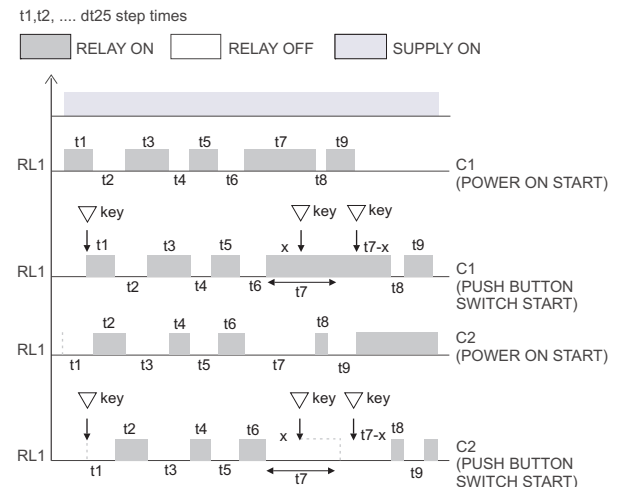 t1,t2, .... dt25 step times
RELAY ON RELAY OFF SUPPLY ON
t1 t3 t5 t7 t9
RL1
t2 t4 t6 t8
C1
(POWER ON START)
key key key
t1 t3 t5 x t7-x t9
RL1
t2 t4 t6 t7 t8
C1
(PUSH BUTTON
SWITCH START)
t2 t4 t6 t8
RL1
t1 t3 t5 t7 t9
C2
(POWER ON START)
key key key
t2 t4 t6 x t7-x t8
RL1
t1 t3 t5 t7 t9
C2
(PUSH BUTTON
SWITCH START)